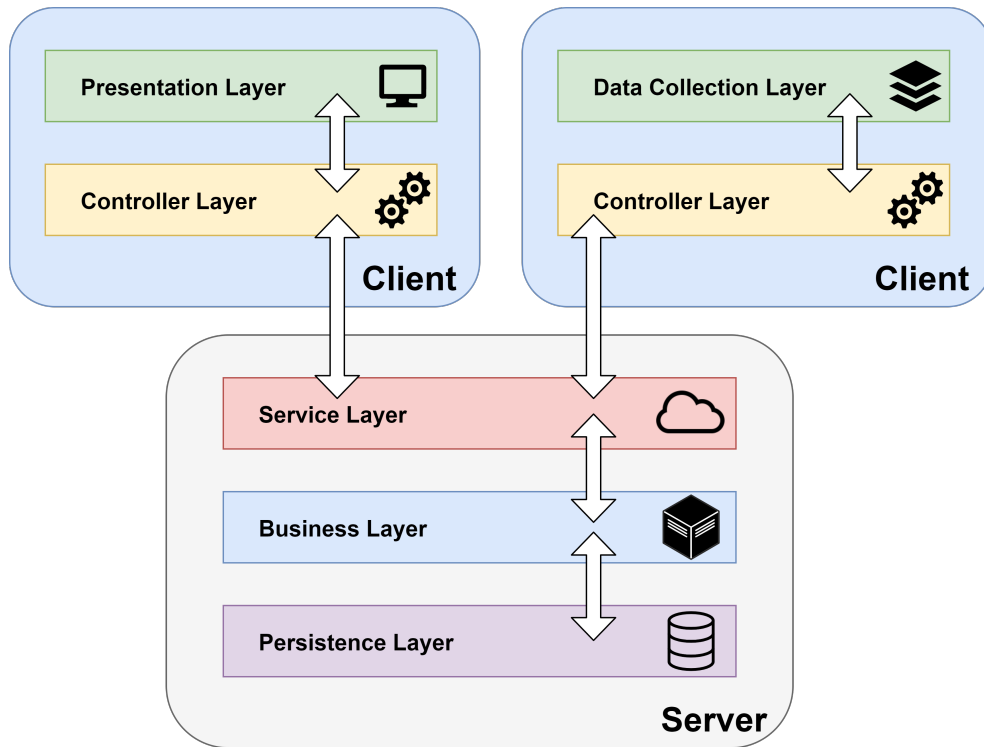 Presentation Layer
Controller Layer
Client
Data Collection Layer
Controller Layer
Client
Service Layer
Business Layer
Persistence Layer
Server